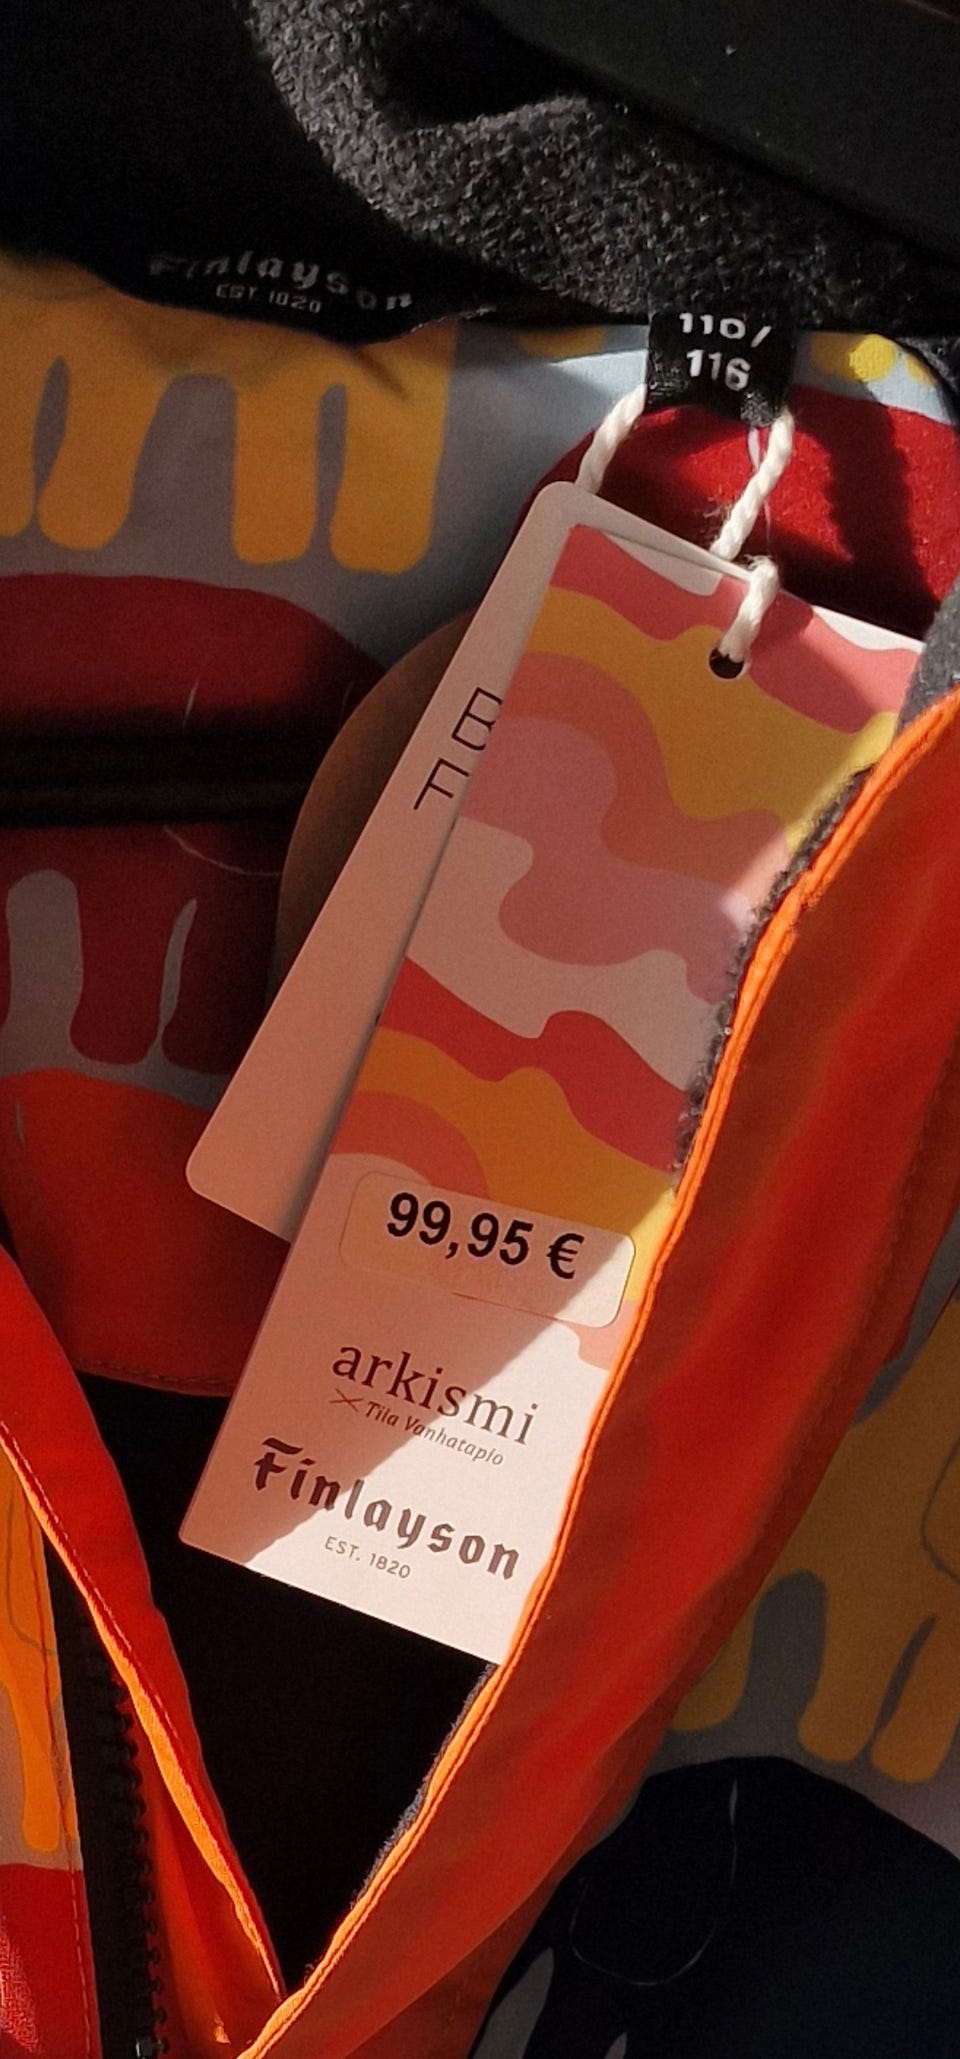 Finlayson
EST 1820
110/
116
B
F
99,95 €
arkismi
× Tila Vanhatapio
Finlayson
EST. 1820